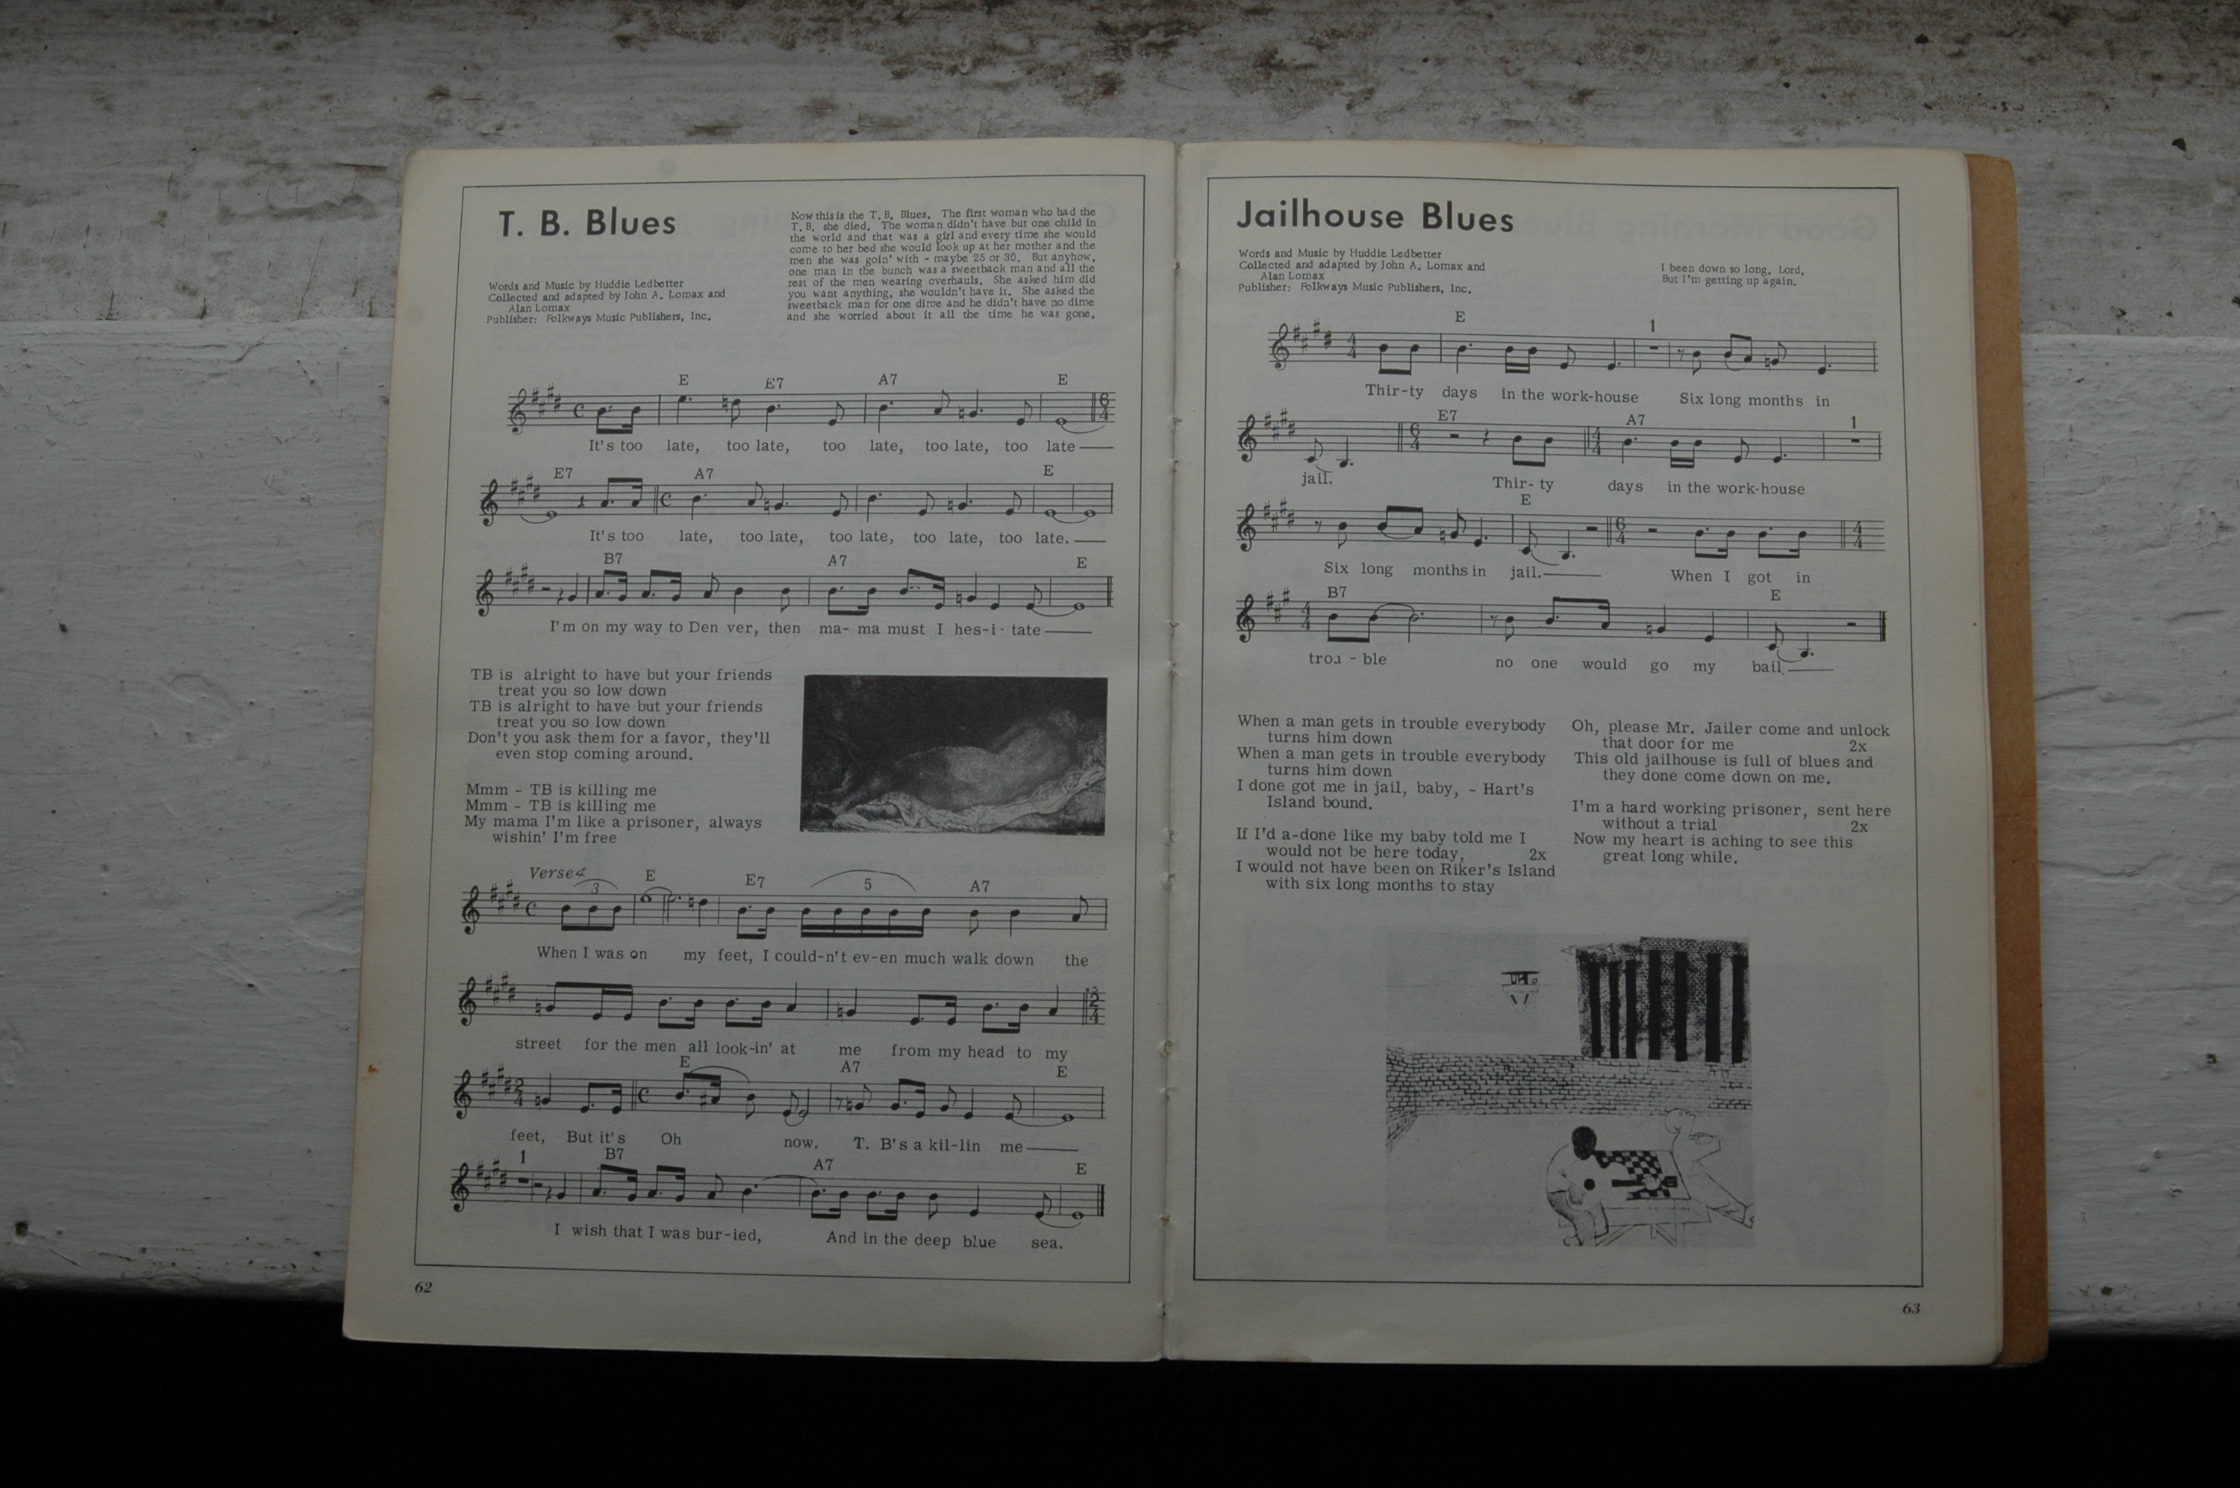 T. B. Blues
Words and Music by Huddie Ledbetter
Collected and adapted by John A. Lomax and
Alan Lomax
Publisher: Folkways Music Publishers, Inc.
Now this is the T. B. Blues. The first woman who had the
T. B. she died. The woman didn't have but one child in
the world and that was a girl and every time she would
come to her bed she would look up at her mother and the
men she was goin' with - maybe 25 or 30. But anyhow,
one man in the bunch was a sweetback man and all the
rest of the men wearing overhauls. She asked him did
you want anything, she wouldn't have it. She asked the
sweetback man for one dime and he didn't have no dime
and she worried about it all the time he was gone.
E E7 A7 E
C 6/4
It's too late, too late, too late, too late, too late
E7 A7 E
C
It's too late, too late, too late, too late, too late.
B7 A7 E
I'm on my way to Den ver, then ma- ma must I hes-i- tate
TB is alright to have but your friends
treat you so low down
TB is alright to have but your friends
treat you so low down
Don't you ask them for a favor, they'll
even stop coming around.
Mmm - TB is killing me
Mmm - TB is killing me
My mama I'm like a prisoner, always
wishin' I'm free
Verse 4
3 E E7 5 A7
C
When I was on my feet, I could-n't ev-en much walk down the
2/4
street for the men all look-in' at me from my head to my
E A7 E
2/4 C
feet, But it's Oh now. T. B's a kil-lin me
1 B7 A7 E
I wish that I was bur-ied, And in the deep blue sea.
62
Jailhouse Blues
Words and Music by Huddie Ledbetter
Collected and adapted by John A. Lomax and
Alan Lomax
Publisher: Folkways Music Publishers, Inc.
I been down so long, Lord,
But I'm getting up again.
E 1
4/4
Thir-ty days in the work-house Six long months in
E7 A7 1
6/4 4/4
jail. Thir- ty days in the work-house
E
6/4 4/4
Six long months in jail. When I got in
B7 E
4/4
trou - ble no one would go my bail
When a man gets in trouble everybody
turns him down
When a man gets in trouble everybody
turns him down
I done got me in jail, baby, - Hart's
Island bound.
If I'd a-done like my baby told me I
would not be here today, 2x
I would not have been on Riker's Island
with six long months to stay
Oh, please Mr. Jailer come and unlock
that door for me 2x
This old jailhouse is full of blues and
they done come down on me.
I'm a hard working prisoner, sent here
without a trial 2x
Now my heart is aching to see this
great long while.
63